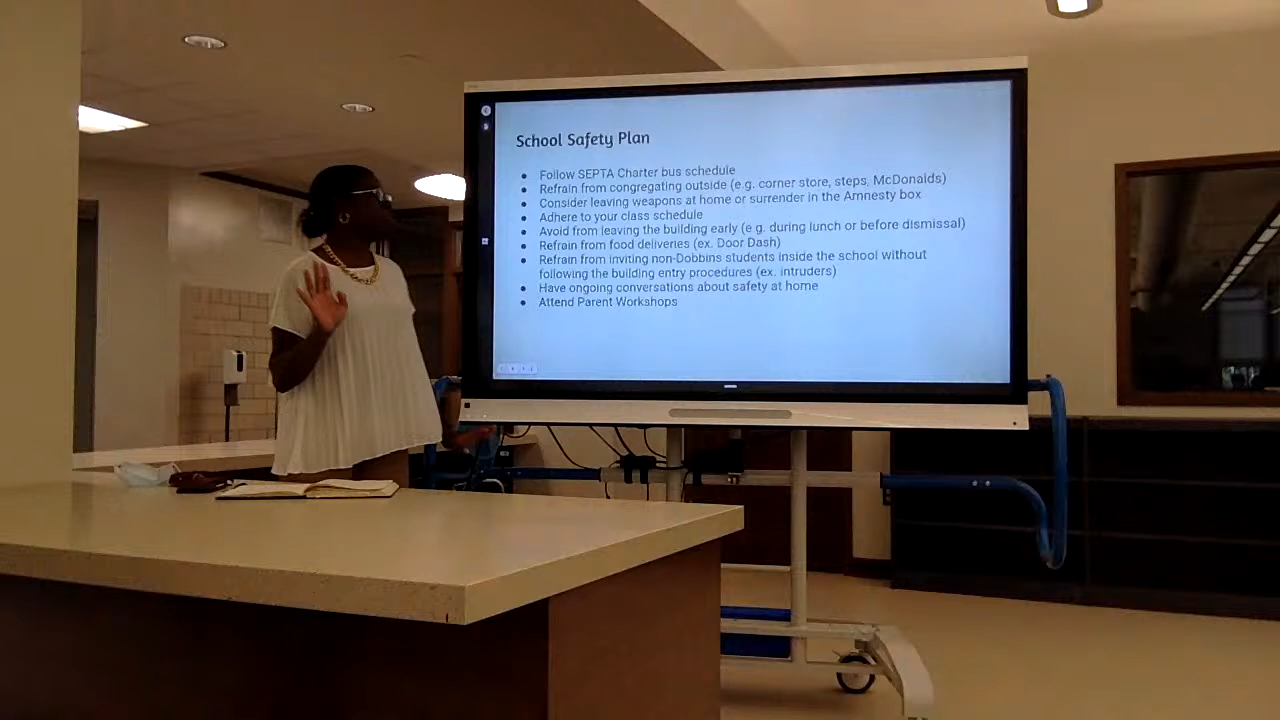 School Safety Plan
● Follow SEPTA Charter bus schedule
● Refrain from congregating outside (e.g. corner store, steps, McDonalds)
● Consider leaving weapons at home or surrender in the Amnesty box
● Adhere to your class schedule
● Avoid from leaving the building early (e g. during lunch or before dismissal)
● Refrain from food deliveries (ex. Door Dash)
● Refrain from inviting non-Dobbins students inside the school without
following the building entry procedures (ex. intruders)
● Have ongoing conversations about safety at home
● Attend Parent Workshops